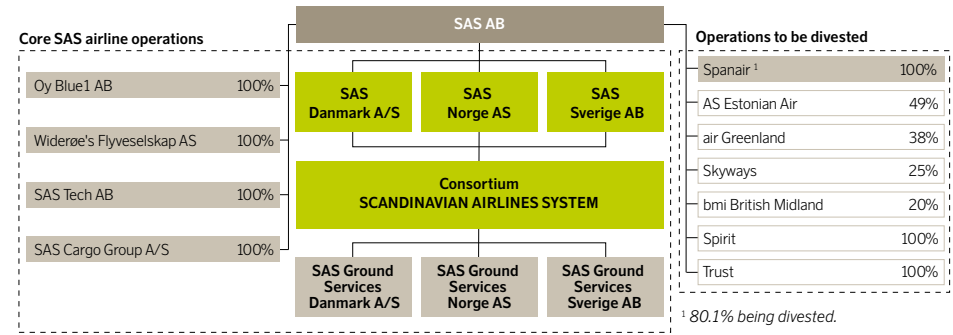 SAS AB
Core SAS airline operations
Oy Blue1 AB 100%
Widerøe's Flyveselskap AS 100%
SAS Tech AB 100%
SAS Cargo Group A/S 100%
SAS
Danmark A/S
SAS
Norge AS
SAS
Sverige AB
Consortium
SCANDINAVIAN AIRLINES SYSTEM
SAS Ground
Services
Danmark A/S
SAS Ground
Services
Norge AS
SAS Ground
Services
Sverige AB
Operations to be divested
Spanair 1 100%
AS Estonian Air 49%
air Greenland 38%
Skyways 25%
bmi British Midland 20%
Spirit 100%
Trust 100%
1 80.1% being divested.